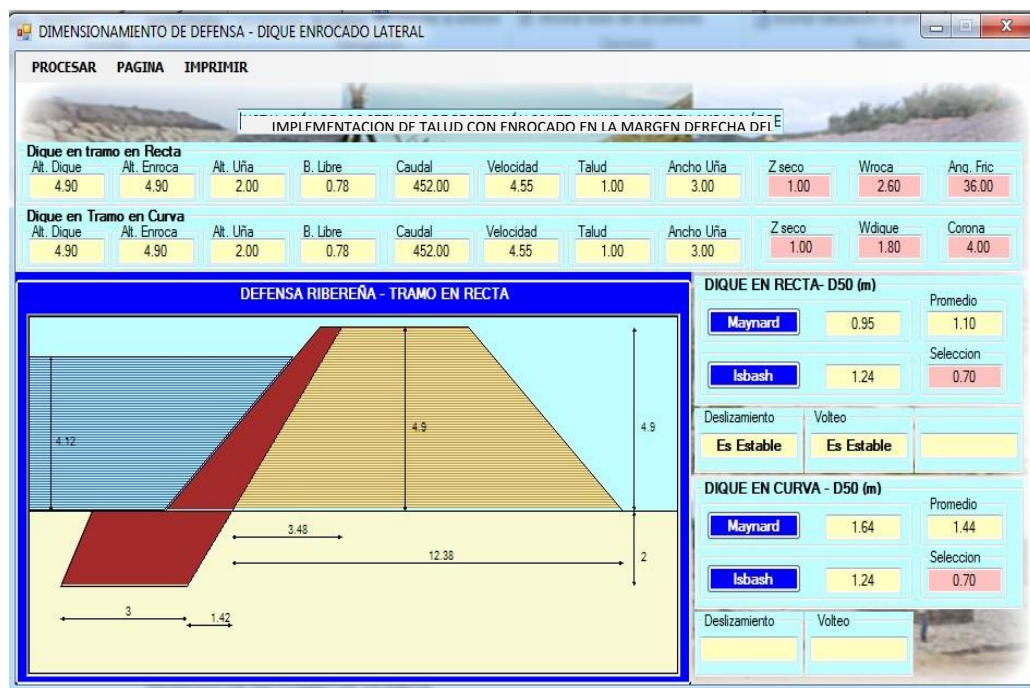 DIMENSIONAMIENTO DE DEFENSA - DIQUE ENROCADO LATERAL
PROCESAR PAGINA IMPRIMIR
IMPLEMENTACION DE TALUD CON ENROCADO EN LA MARGEN DERECHA DEL
Dique en tramo en Recta
Alt. Dique Alt. Enroca Alt. Uña B. Libre Caudal Velocidad Talud Ancho Uña Z seco Wroca Ang. Fric
4.90 4.90 2.00 0.78 452.00 4.55 1.00 3.00 1.00 2.60 36.00
Dique en Tramo en Curva
Alt. Dique Alt. Enroca Alt. Uña B. Libre Caudal Velocidad Talud Ancho Uña Z seco Wdique Corona
4.90 4.90 2.00 0.78 452.00 4.55 1.00 3.00 1.00 1.80 4.00
DEFENSA RIBEREÑA - TRAMO EN RECTA
4.12
4.9
4.9
3.48
12.38
2
3
1.42
DIQUE EN RECTA- D50 (m)
Promedio
Maynard 0.95 1.10
Seleccion
Isbash 1.24 0.70
Deslizamiento Volteo
Es Estable Es Estable
DIQUE EN CURVA - D50 (m)
Promedio
Maynard 1.64 1.44
Seleccion
Isbash 1.24 0.70
Deslizamiento Volteo